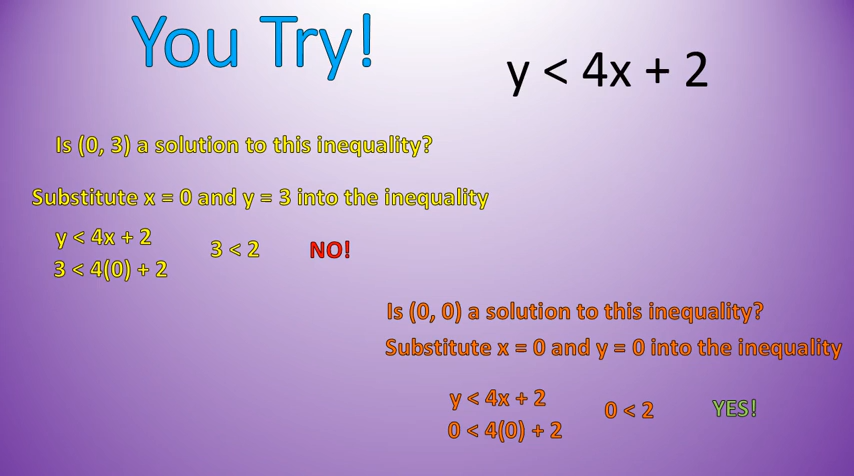 You Try!
y < 4x + 2
Is (0, 3) a solution to this inequality?
Substitute x = 0 and y = 3 into the inequality
y < 4x + 2
3 < 4(0) + 2
3 < 2
NO!
Is (0, 0) a solution to this inequality?
Substitute x = 0 and y = 0 into the inequality
y < 4x + 2
0 < 4(0) + 2
0 < 2
YES!